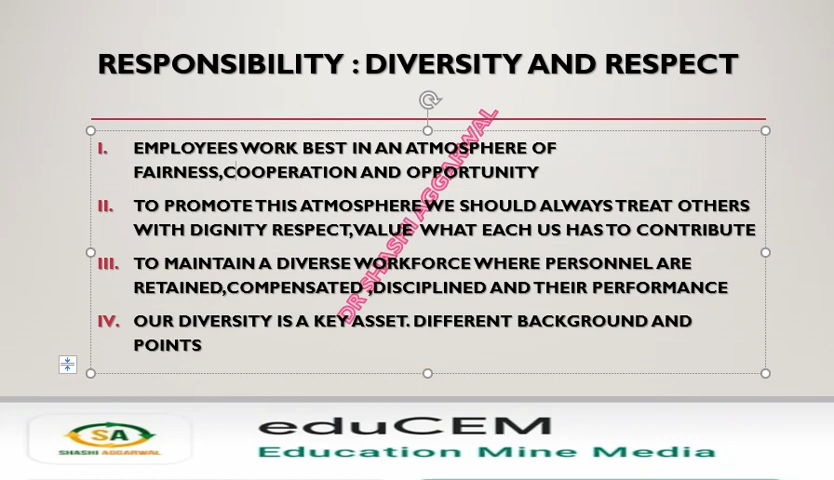 RESPONSIBILITY : DIVERSITY AND RESPECT
I. EMPLOYEES WORK BEST IN AN ATMOSPHERE OF
FAIRNESS,COOPERATION AND OPPORTUNITY
II. TO PROMOTE THIS ATMOSPHERE WE SHOULD ALWAYS TREAT OTHERS
WITH DIGNITY RESPECT,VALUE WHAT EACH US HAS TO CONTRIBUTE
III. TO MAINTAIN A DIVERSE WORKFORCE WHERE PERSONNEL ARE
RETAINED,COMPENSATED ,DISCIPLINED AND THEIR PERFORMANCE
IV. OUR DIVERSITY IS A KEY ASSET. DIFFERENT BACKGROUND AND
POINTS
DR SHASHI AGGARWAL
SA
SHASHI AGGARWAL
eduCEM
Education Mine Media